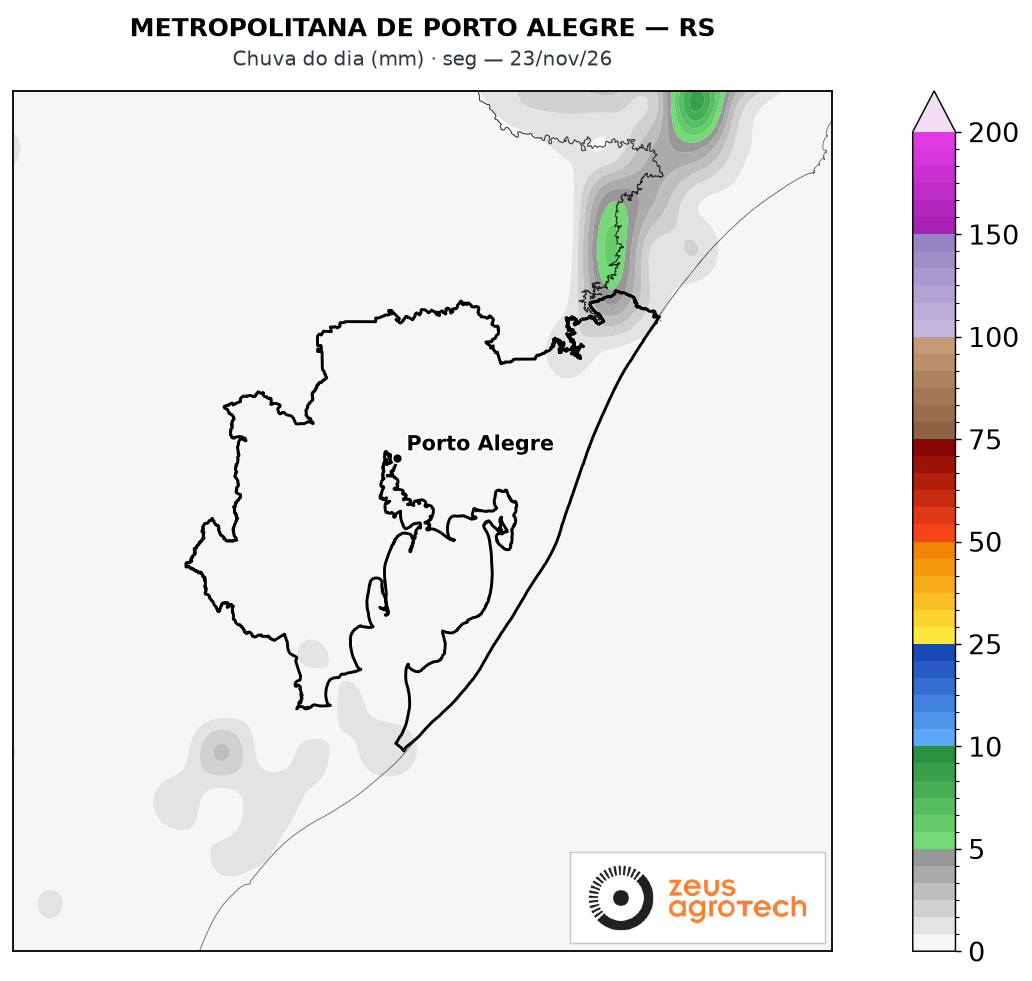 METROPOLITANA DE PORTO ALEGRE — RS
Chuva do dia (mm) · seg — 23/nov/26
Porto Alegre
200
150
100
75
50
25
10
5
0
zeus
agrotech